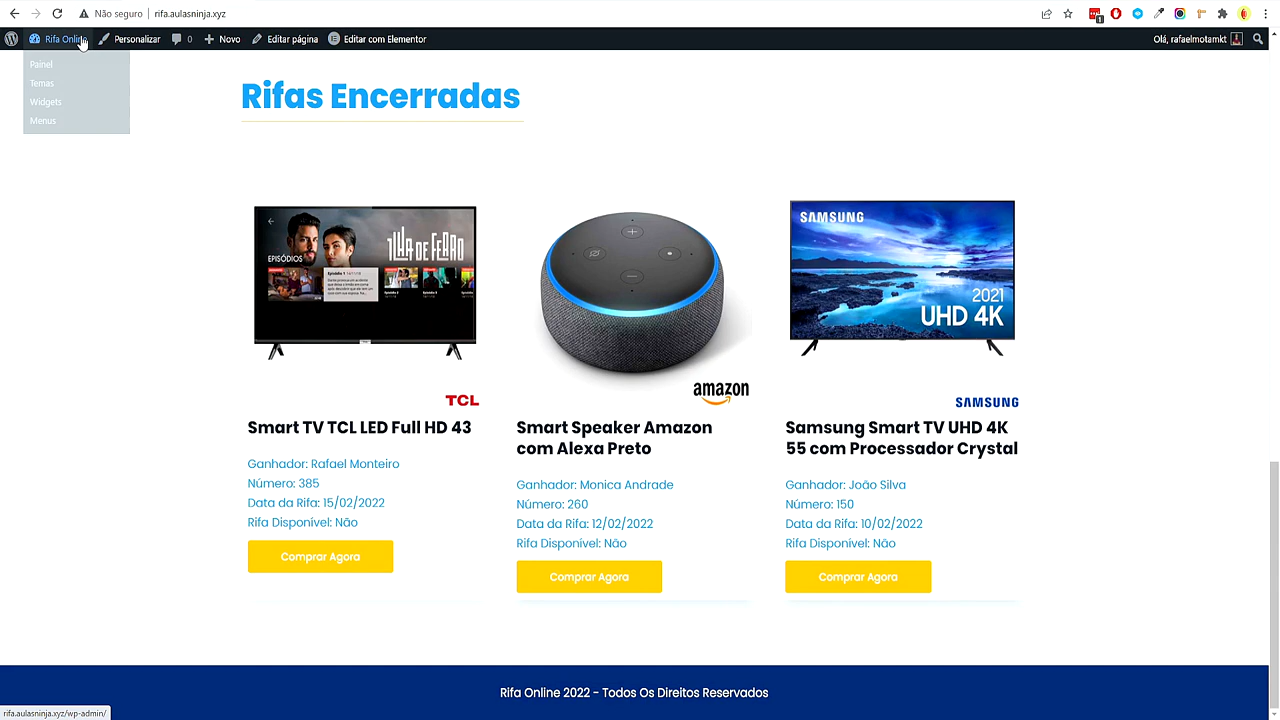 Não seguro
rifa.aulasninja.xyz
1
Rifa Online
Personalizar
0
Novo
Editar página
Editar com Elementor
Olá, rafaelmotamkt
Painel
Temas
Widgets
Menus
Rifas Encerradas
EPISÓDIOS
ILHA DE FERRO
SAMSUNG
2021
UHD 4K
TCL
amazon
SAMSUNG
Smart TV TCL LED Full HD 43
Ganhador: Rafael Monteiro
Número: 385
Data da Rifa: 15/02/2022
Rifa Disponível: Não
Comprar Agora
Smart Speaker Amazon
com Alexa Preto
Ganhador: Monica Andrade
Número: 260
Data da Rifa: 12/02/2022
Rifa Disponível: Não
Comprar Agora
Samsung Smart TV UHD 4K
55 com Processador Crystal
Ganhador: João Silva
Número: 150
Data da Rifa: 10/02/2022
Rifa Disponível: Não
Comprar Agora
Rifa Online 2022 - Todos Os Direitos Reservados
rifa.aulasninja.xyz/wp-admin/